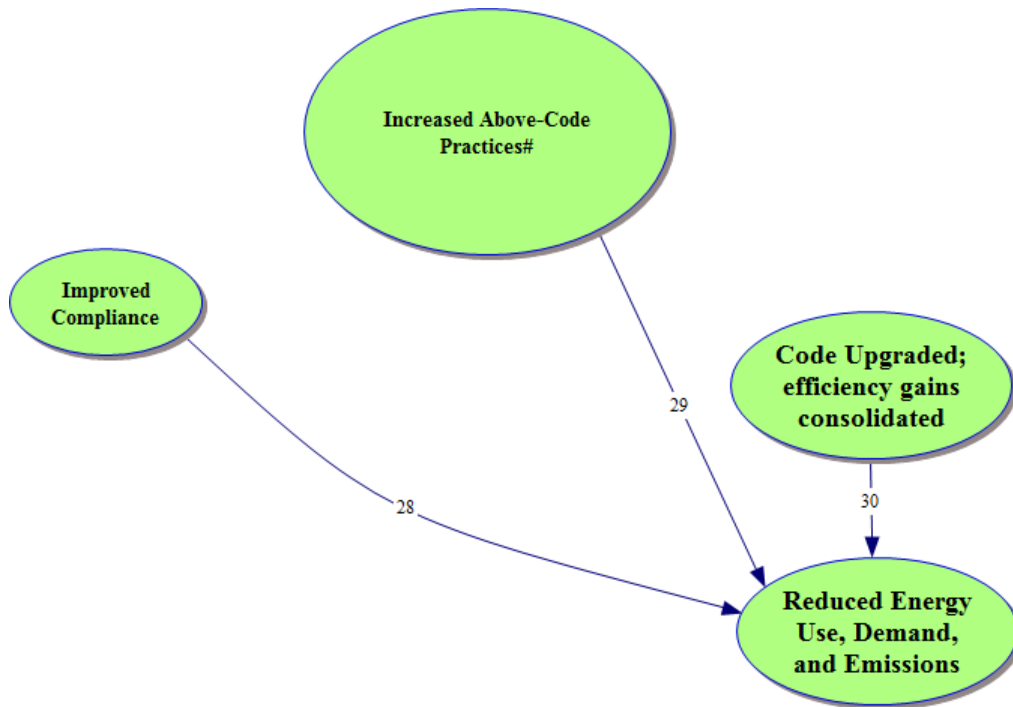 Increased Above-Code
Practices#
Improved
Compliance
Code Upgraded;
efficiency gains
consolidated
29
28
30
Reduced Energy
Use, Demand,
and Emissions